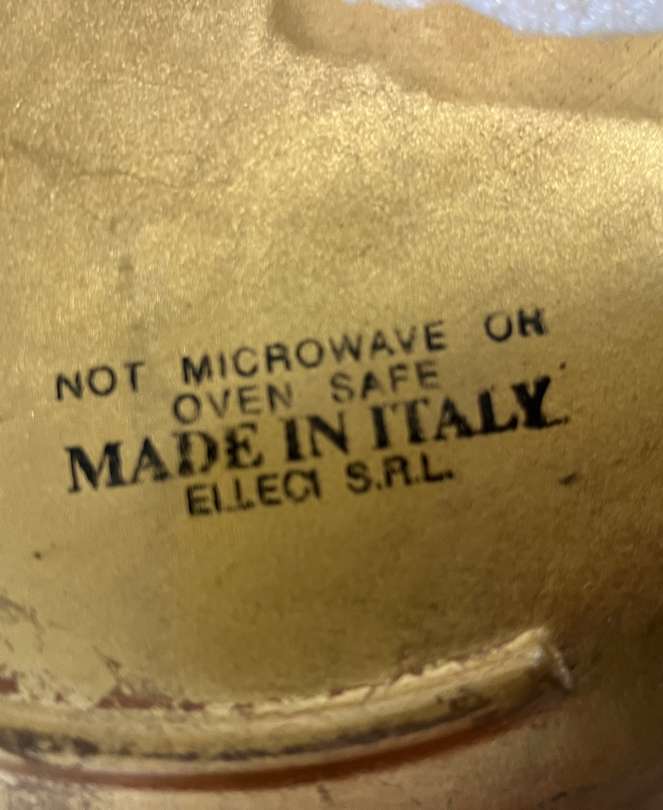 NOT MICROWAVE OR
OVEN SAFE
MADE IN ITALY
ELLECI S.R.L.